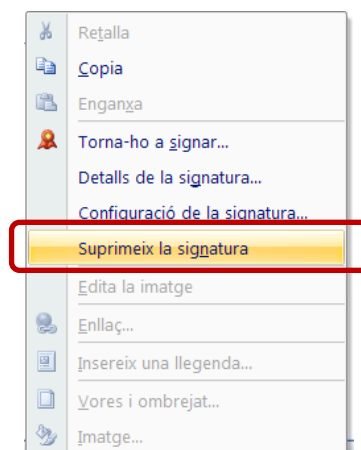 Retalla
Copia
Enganxa
Torna-ho a signar...
Detalls de la signatura...
Configuració de la signatura...
Suprimeix la signatura
Edita la imatge
Enllaç...
Insereix una llegenda...
Vores i ombrejat...
Imatge...